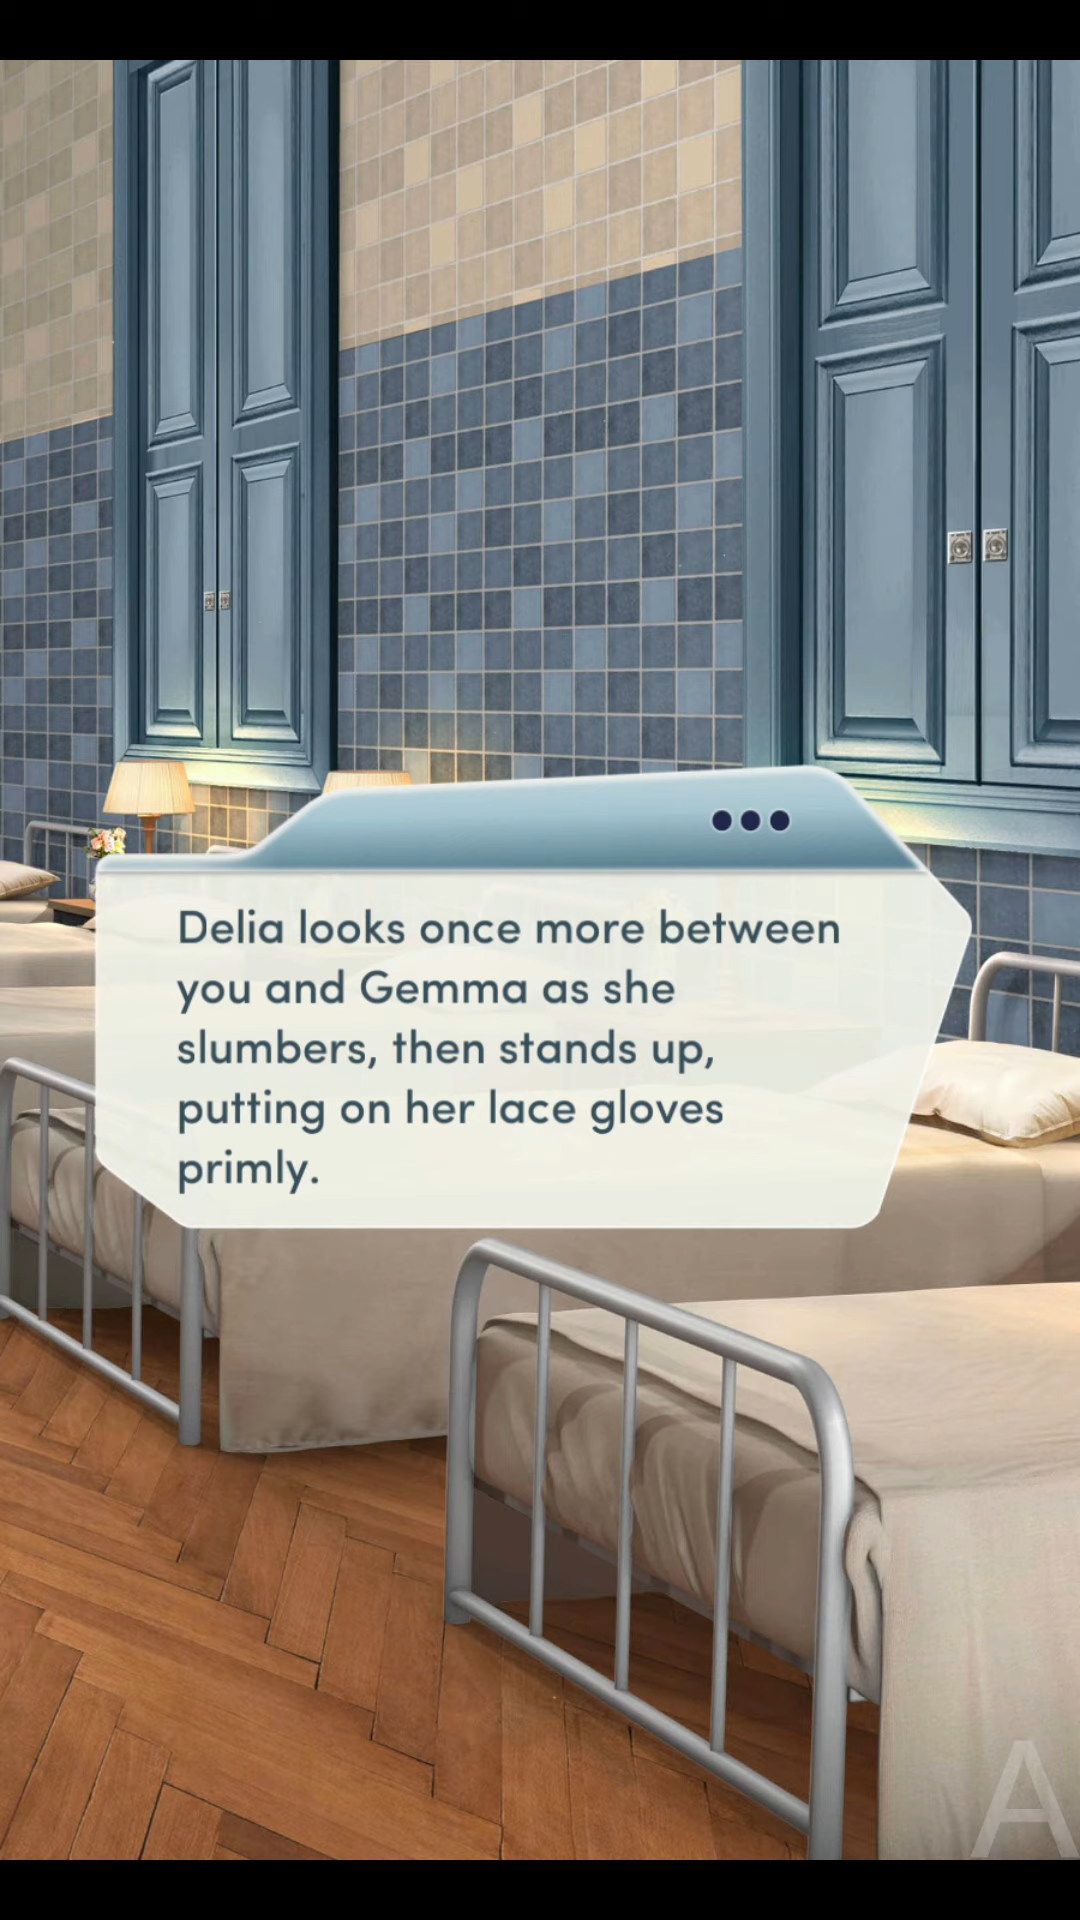 Delia looks once more between
you and Gemma as she
slumbers, then stands up,
putting on her lace gloves
primly.
A